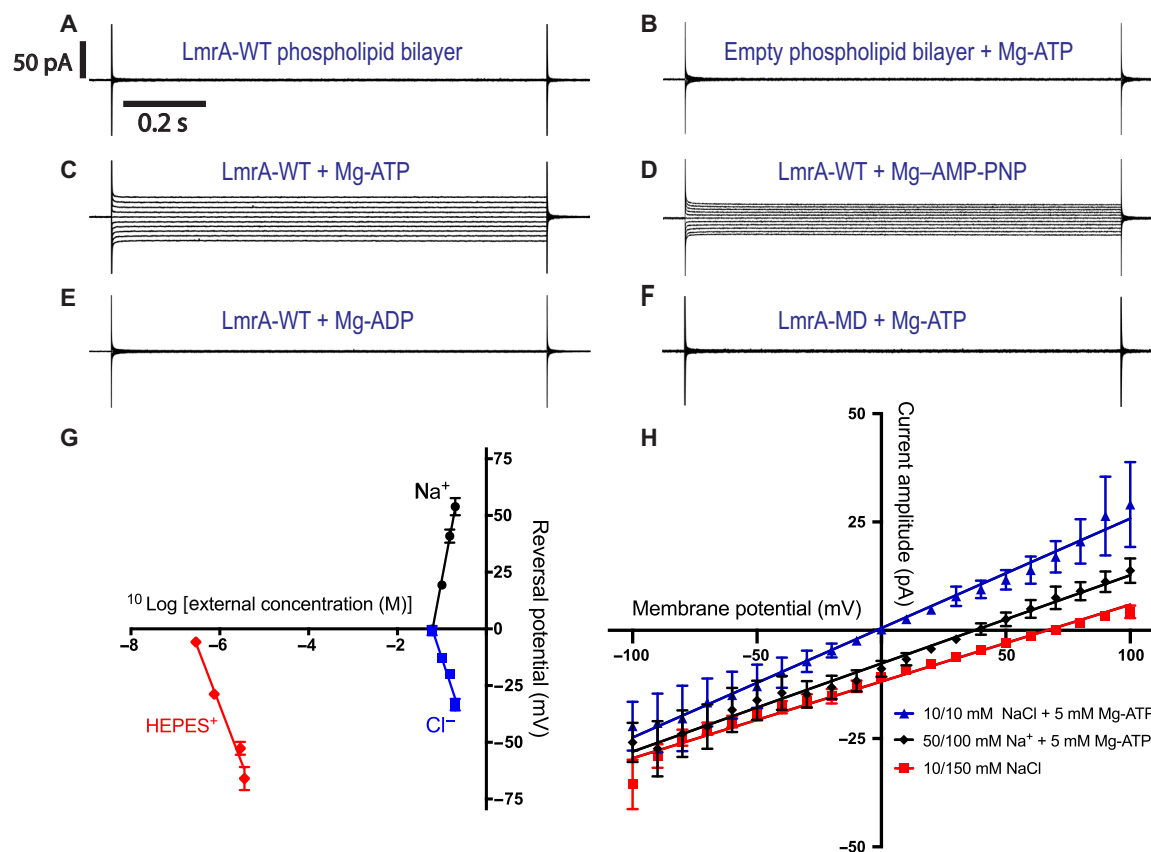 A
LmrA-WT phospholipid bilayer
50 pA
0.2 s
B
Empty phospholipid bilayer + Mg-ATP
C
LmrA-WT + Mg-ATP
D
LmrA-WT + Mg–AMP-PNP
E
LmrA-WT + Mg-ADP
F
LmrA-MD + Mg-ATP
G
75
50
25
0
−25
−50
−75
−8
−6
−4
−2
Na+
Cl−
HEPES+
10 Log [external concentration (M)]
Reversal potential (mV)
H
50
25
−25
−50
−100
−50
50
100
Current amplitude (pA)
Membrane potential (mV)
10/10 mM NaCl + 5 mM Mg-ATP
50/100 mM Na+ + 5 mM Mg-ATP
10/150 mM NaCl